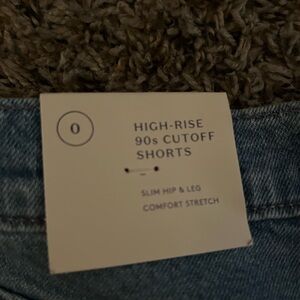 0
HIGH-RISE
90s CUTOFF
SHORTS
SLIM HIP & LEG
COMFORT STRETCH